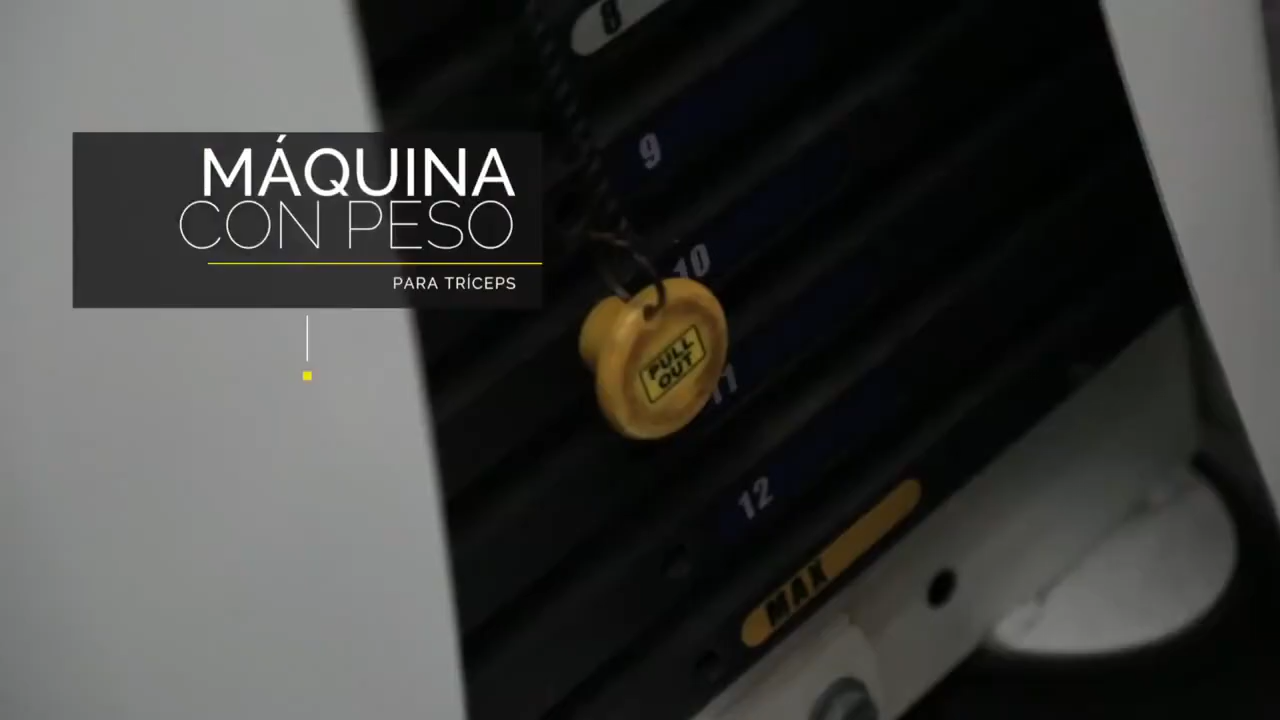 MÁQUINA
CON PESO
PARA TRÍCEPS
8
9
10
PULL
OUT
11
12
MAX